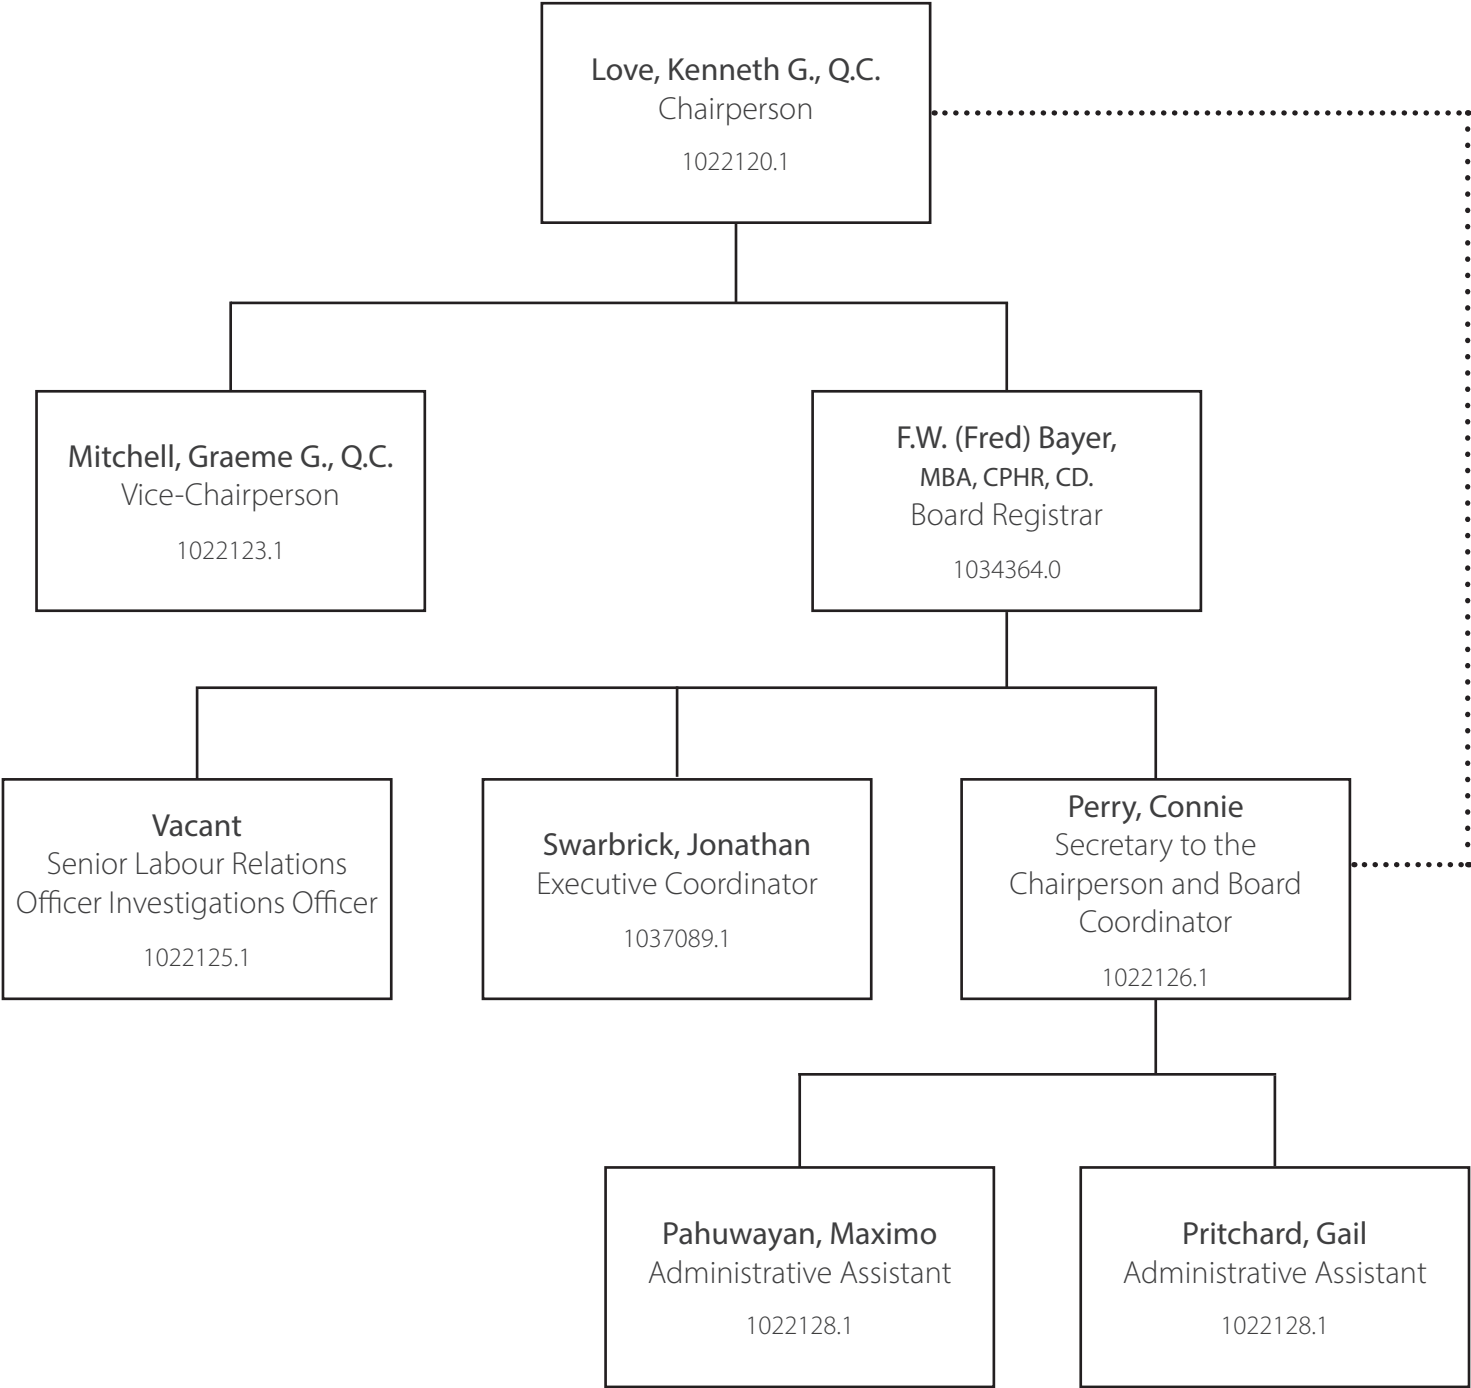 Love, Kenneth G., Q.C.
Chairperson
1022120.1
Mitchell, Graeme G., Q.C.
Vice-Chairperson
1022123.1
F.W. (Fred) Bayer,
MBA, CPHR, CD.
Board Registrar
1034364.0
Vacant
Senior Labour Relations
Officer Investigations Officer
1022125.1
Swarbrick, Jonathan
Executive Coordinator
1037089.1
Perry, Connie
Secretary to the
Chairperson and Board
Coordinator
1022126.1
Pahuwayan, Maximo
Administrative Assistant
1022128.1
Pritchard, Gail
Administrative Assistant
1022128.1